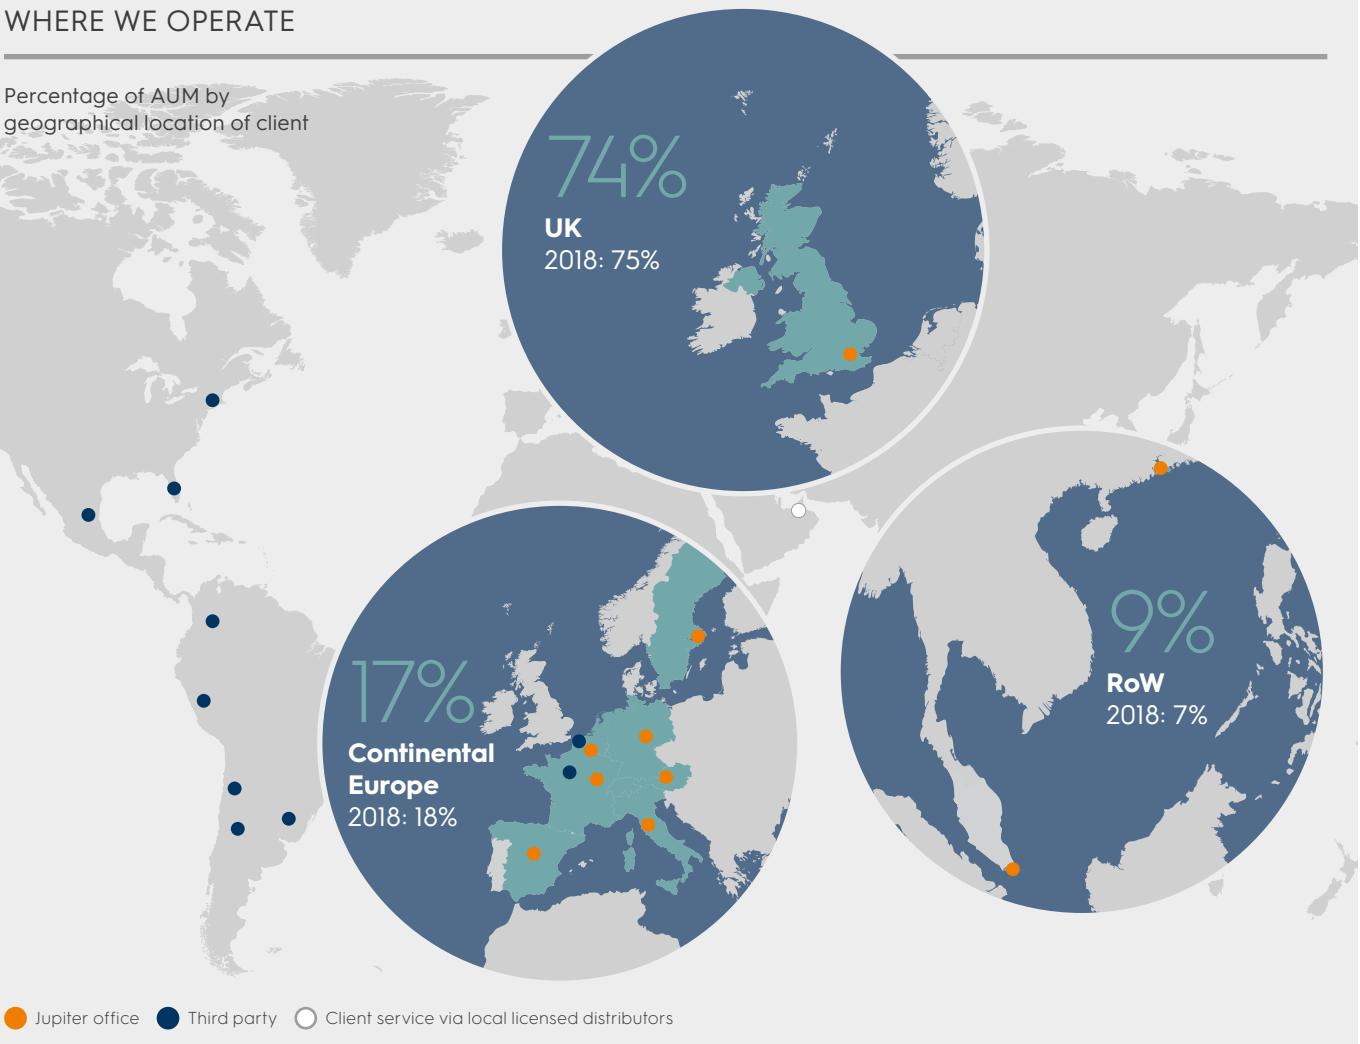 WHERE WE OPERATE
Percentage of AUM by
geographical location of client
74%
UK
2018: 75%
17%
Continental
Europe
2018: 18%
9%
RoW
2018: 7%
Jupiter office
Third party
Client service via local licensed distributors